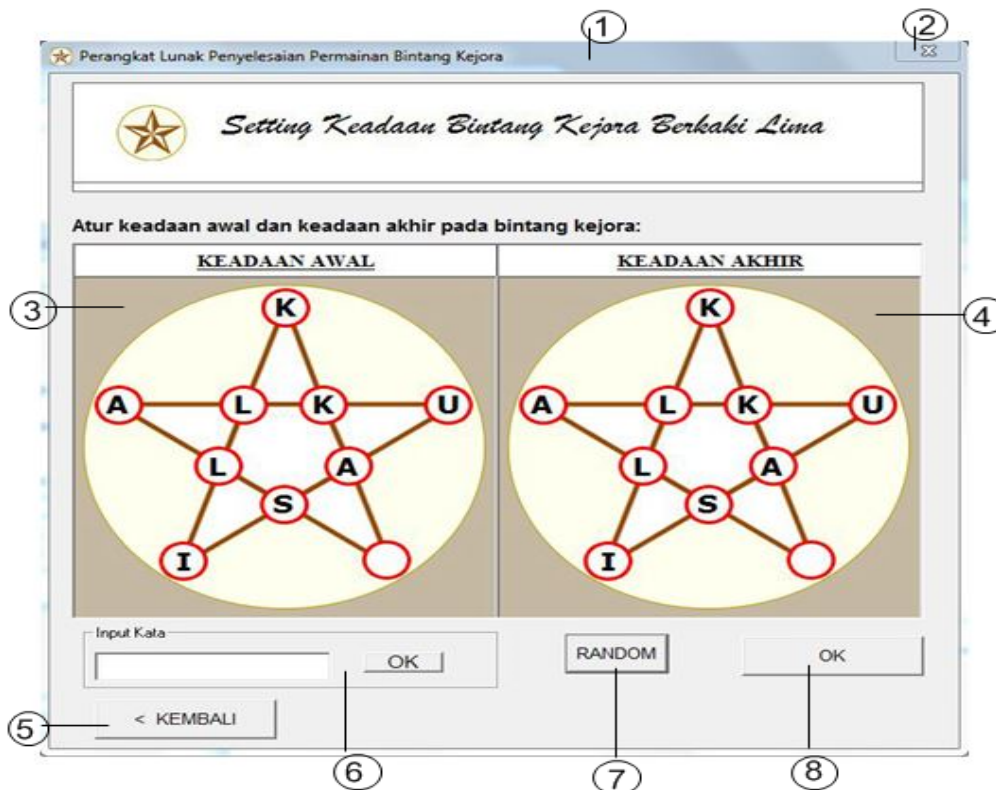 1 2
Perangkat Lunak Penyelesaian Permainan Bintang Kejora
Setting Keadaan Bintang Kejora Berkaki Lima
Atur keadaan awal dan keadaan akhir pada bintang kejora:
KEADAAN AWAL KEADAAN AKHIR
3 4
K K
A L K U A L K U
L A L A
S S
I I
Input Kata
OK RANDOM OK
5 < KEMBALI
6 7 8